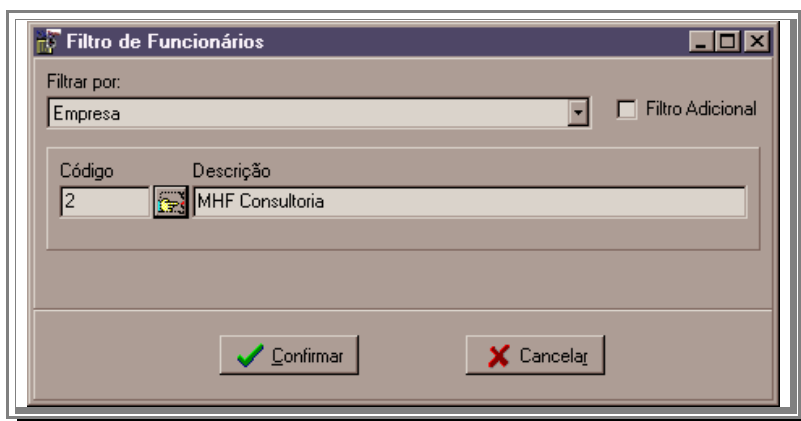 Filtro de Funcionários
Filtrar por:
Empresa
Filtro Adicional
Código Descrição
2 MHF Consultoria
Confirmar Cancelar